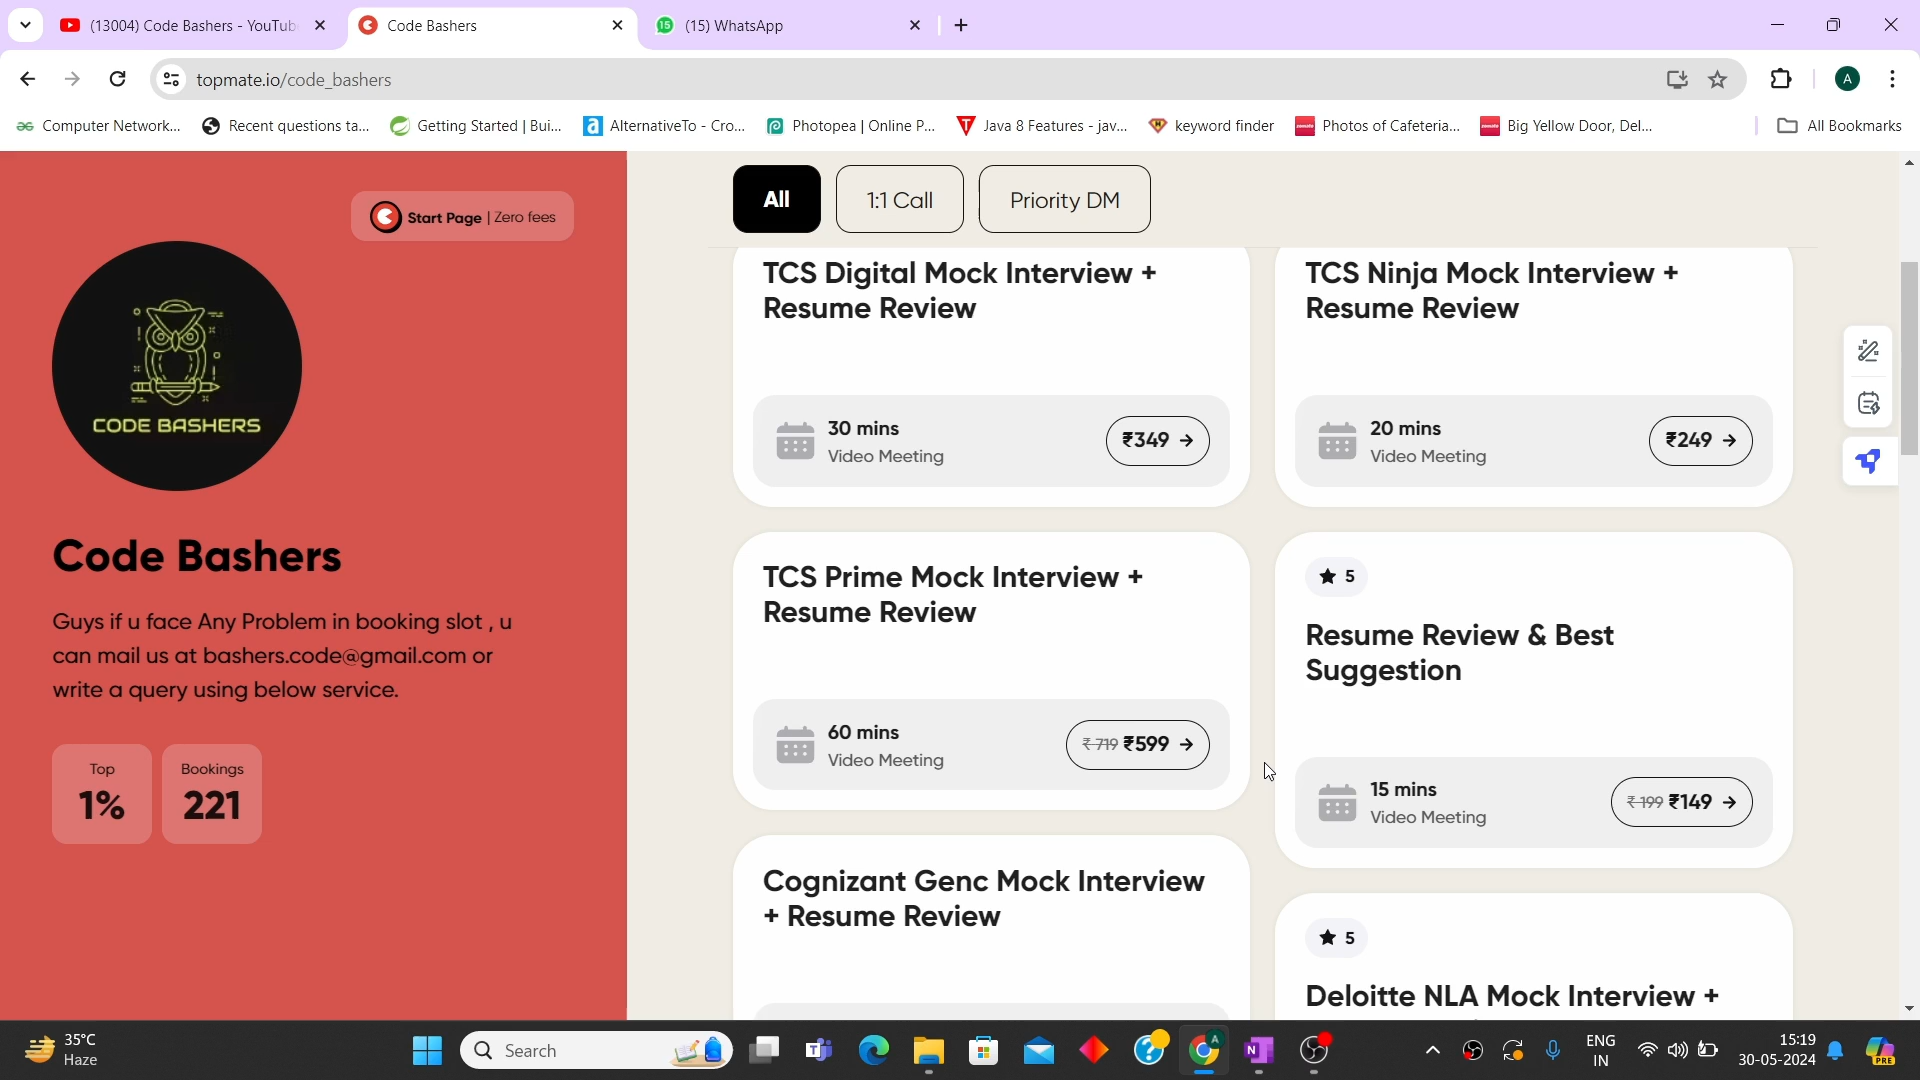 (13004) Code Bashers - YouTub
Code Bashers
15
(15) WhatsApp
topmate.io/code_bashers
A
Computer Network...
Recent questions ta...
Getting Started | Bui...
AlternativeTo - Cro...
Photopea | Online P...
Java 8 Features - jav...
keyword finder
Photos of Cafeteria...
Big Yellow Door, Del...
All Bookmarks
Start Page | Zero fees
CODE BASHERS
Code Bashers
Guys if u face Any Problem in booking slot , u
can mail us at bashers.code@gmail.com or
write a query using below service.
Top
1%
Bookings
221
All
1:1 Call
Priority DM
TCS Digital Mock Interview +
Resume Review
30 mins
Video Meeting
₹349
TCS Ninja Mock Interview +
Resume Review
20 mins
Video Meeting
₹249
TCS Prime Mock Interview +
Resume Review
60 mins
Video Meeting
₹719 ₹599
5
Resume Review & Best
Suggestion
15 mins
Video Meeting
₹199 ₹149
Cognizant Genc Mock Interview
+ Resume Review
5
Deloitte NLA Mock Interview +
35°C
Haze
Search
ENG
IN
15:19
30-05-2024
PRE